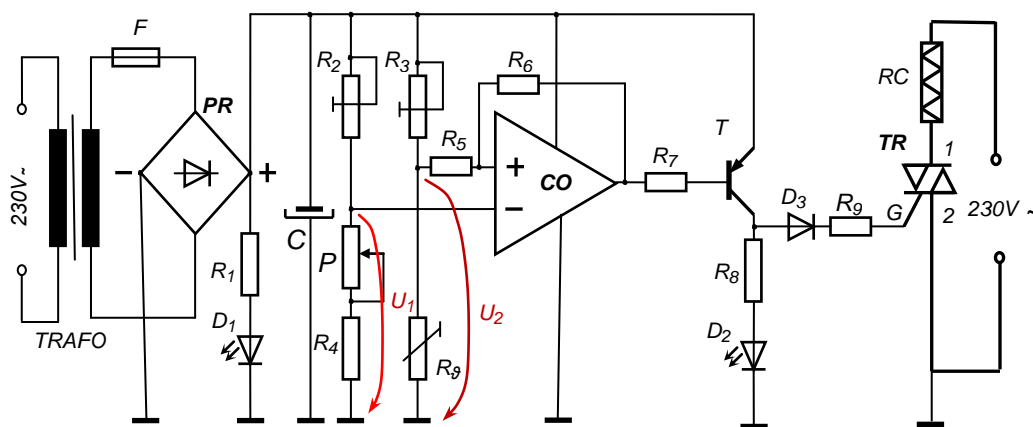 F
R2
R3
R6
PR
RC
T
TR
1
R5
+
CO
R7
230V~
-
+
−
D3
R9
G
2
230V ~
C
P
R1
U1
U2
R8
D1
TRAFO
R4
Rϑ
D2